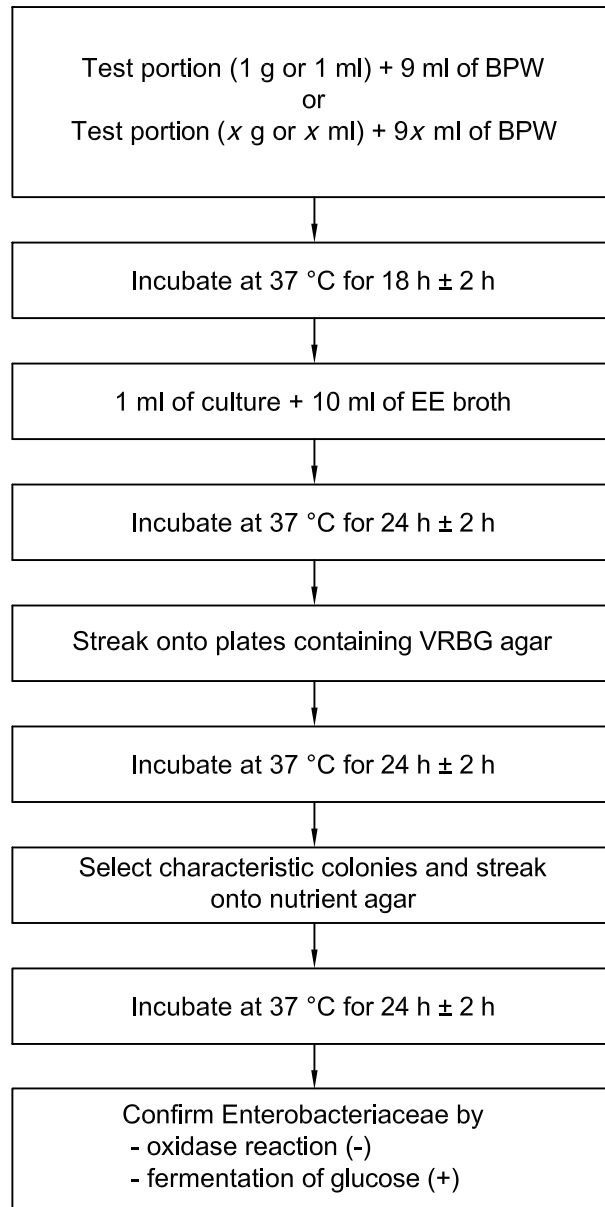 Test portion (1 g or 1 ml) + 9 ml of BPW
or
Test portion (x g or x ml) + 9x ml of BPW
Incubate at 37 °C for 18 h ± 2 h
1 ml of culture + 10 ml of EE broth
Incubate at 37 °C for 24 h ± 2 h
Streak onto plates containing VRBG agar
Incubate at 37 °C for 24 h ± 2 h
Select characteristic colonies and streak
onto nutrient agar
Incubate at 37 °C for 24 h ± 2 h
Confirm Enterobacteriaceae by
- oxidase reaction (-)
- fermentation of glucose (+)